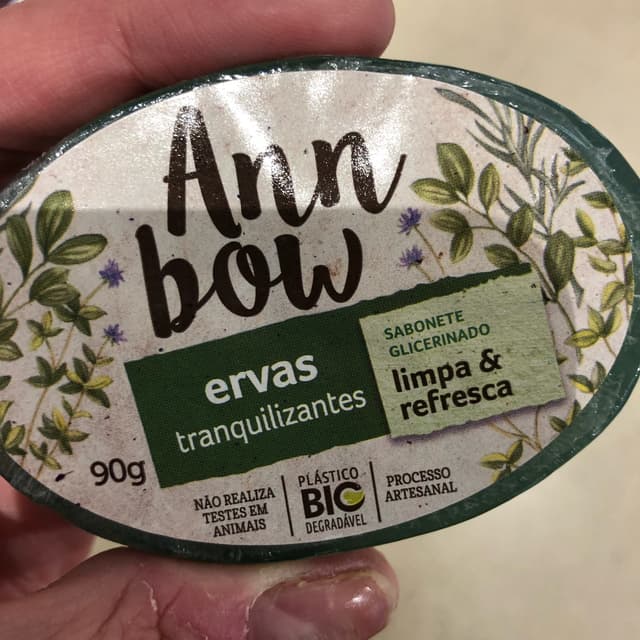 Ann
bow
ervas
tranquilizantes
SABONETE
GLICERINADO
limpa &
refresca
90g
NÃO REALIZA
TESTES EM
ANIMAIS
PLÁSTICO
BIO
DEGRADÁVEL
PROCESSO
ARTESANAL